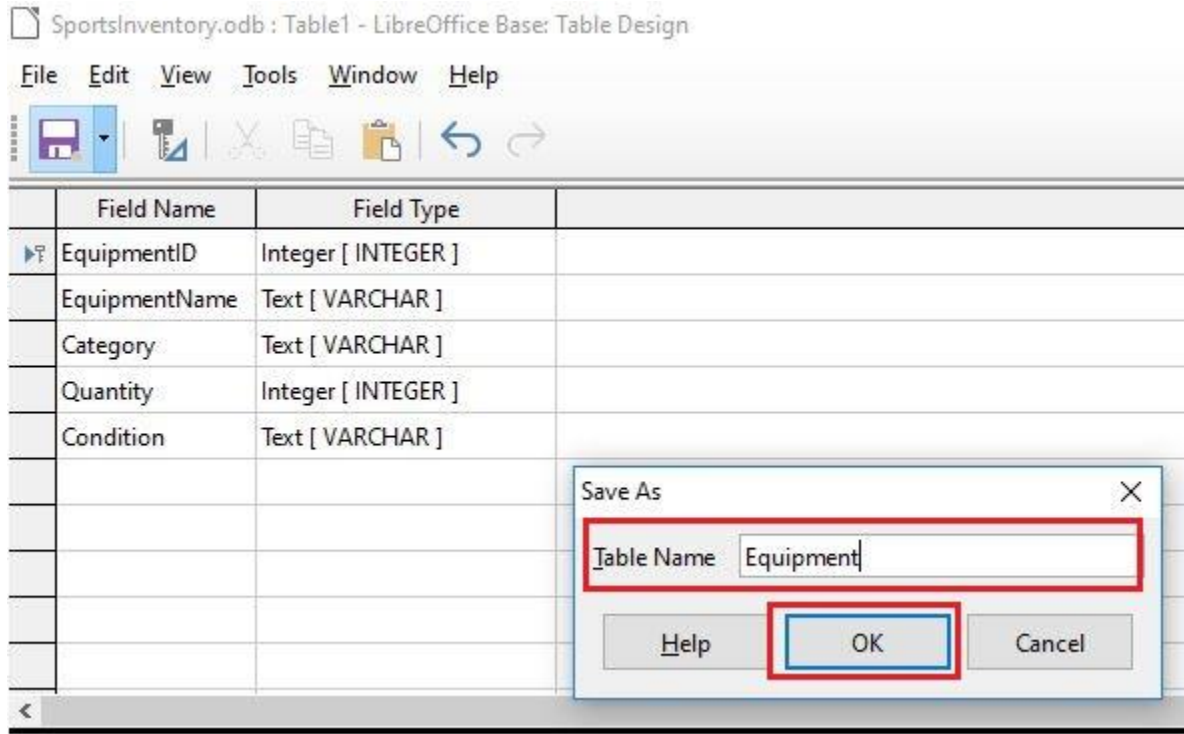 SportsInventory.odb : Table1 - LibreOffice Base: Table Design
File Edit View Tools Window Help
Field Name Field Type
EquipmentID Integer [ INTEGER ]
EquipmentName Text [ VARCHAR ]
Category Text [ VARCHAR ]
Quantity Integer [ INTEGER ]
Condition Text [ VARCHAR ]
Save As
Table Name Equipment
Help OK Cancel